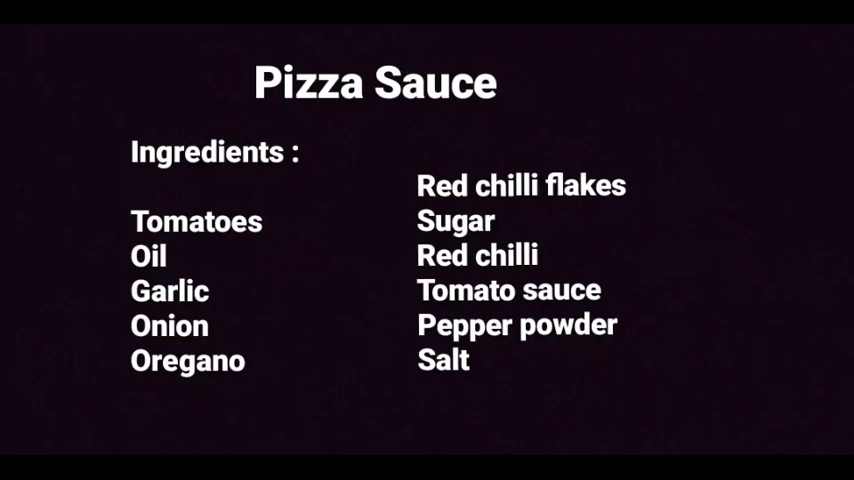 Pizza Sauce
Ingredients :
Tomatoes
Oil
Garlic
Onion
Oregano
Red chilli flakes
Sugar
Red chilli
Tomato sauce
Pepper powder
Salt